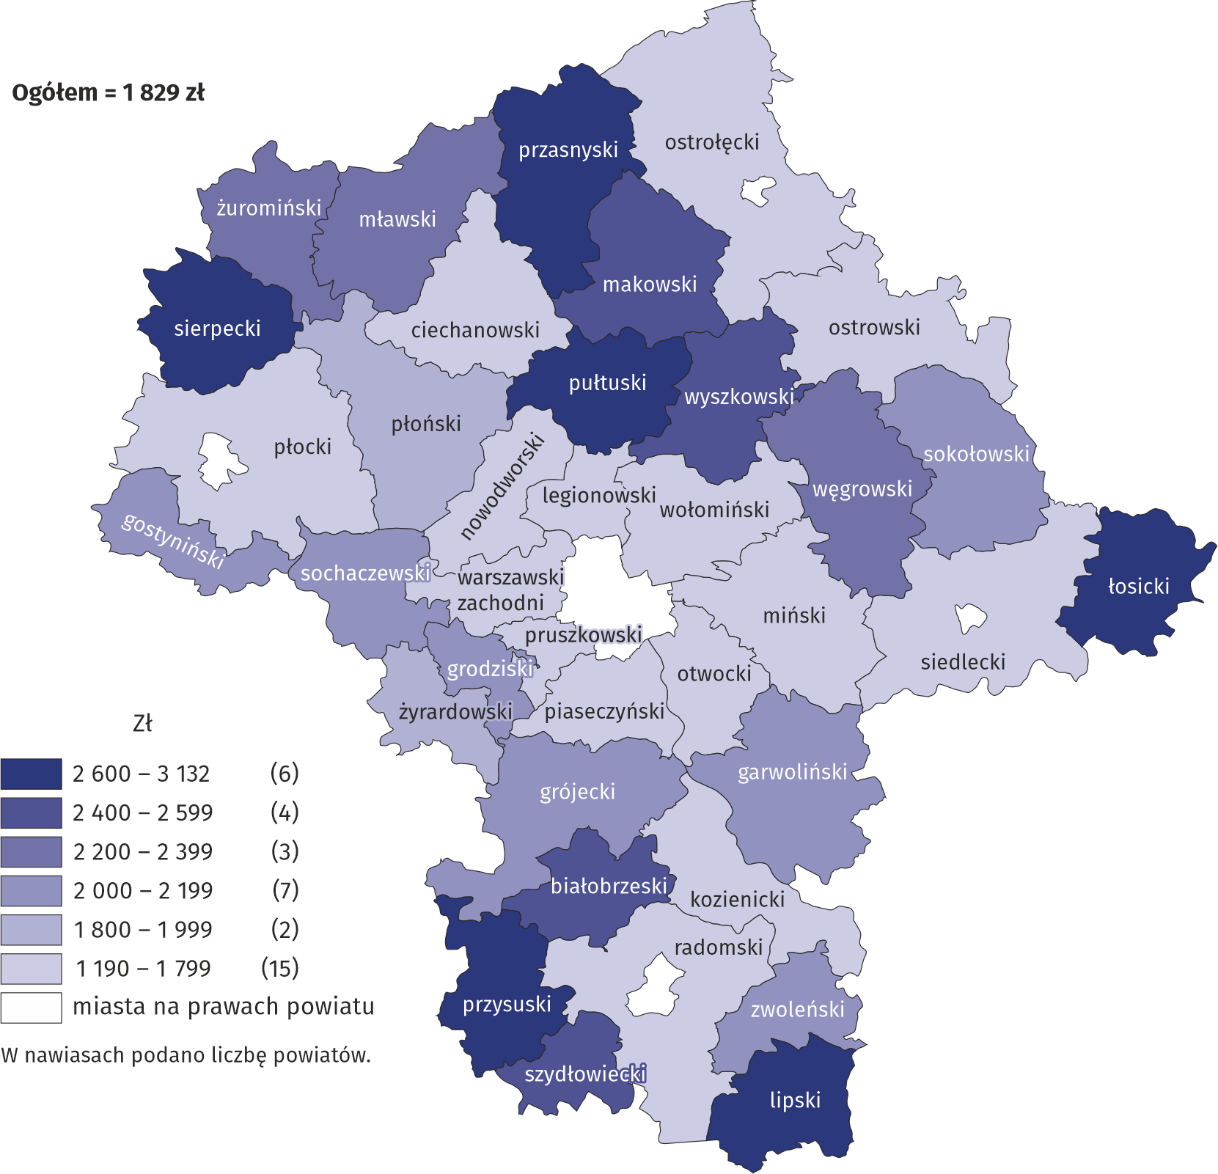 Ogółem = 1 829 zł
przasnyski
ostrołęcki
żuromiński
mławski
makowski
sierpecki
ciechanowski
ostrowski
pułtuski
wyszkowski
płoński
płocki
nowodworski
sokołowski
węgrowski
legionowski
wołomiński
gostyniński
sochaczewski
warszawski
zachodni
łosicki
miński
pruszkowski
siedlecki
grodziski
otwocki
żyrardowski
piaseczyński
garwoliński
grójecki
białobrzeski
kozienicki
radomski
przysuski
zwoleński
szydłowiecki
lipski
Zł
2 600 – 3 132 (6)
2 400 – 2 599 (4)
2 200 – 2 399 (3)
2 000 – 2 199 (7)
1 800 – 1 999 (2)
1 190 – 1 799 (15)
miasta na prawach powiatu
W nawiasach podano liczbę powiatów.